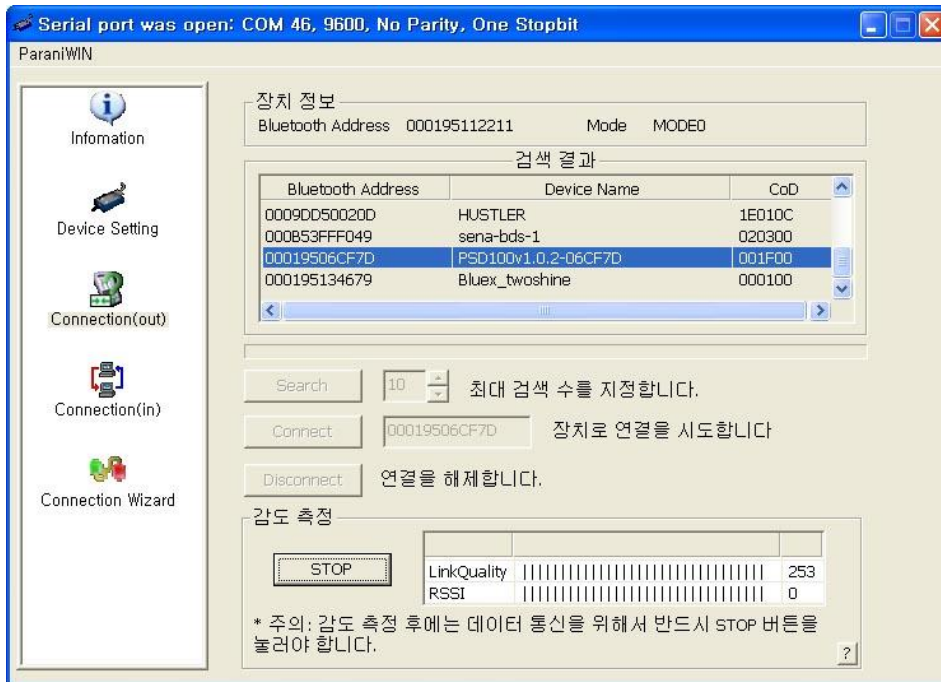 Serial port was open: COM 46, 9600, No Parity, One Stopbit
ParaniWIN
Infomation
Device Setting
Connection(out)
Connection(in)
Connection Wizard
장치 정보
Bluetooth Address 000195112211 Mode MODE0
검색 결과
Bluetooth Address Device Name CoD
0009DD50020D HUSTLER 1E010C
000B53FFF049 sena-bds-1 020300
00019506CF7D PSD100v1.0.2-06CF7D 001F00
000195134679 Bluex_twoshine 000100
Search 10 최대 검색 수를 지정합니다.
Connect 00019506CF7D 장치로 연결을 시도합니다
Disconnect 연결을 해제합니다.
감도 측정
STOP
LinkQuality 253
RSSI 0
* 주의: 감도 측정 후에는 데이터 통신을 위해서 반드시 STOP 버튼을
눌러야 합니다.
?